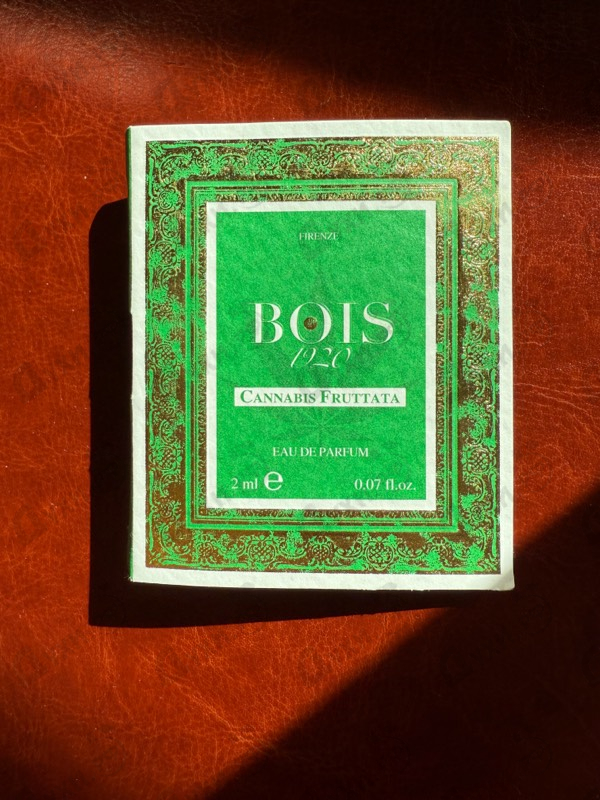 FIRENZE
BOIS
1920
CANNABIS FRUTTATA
EAU DE PARFUM
2 ml ℮ 0.07 fl.oz.